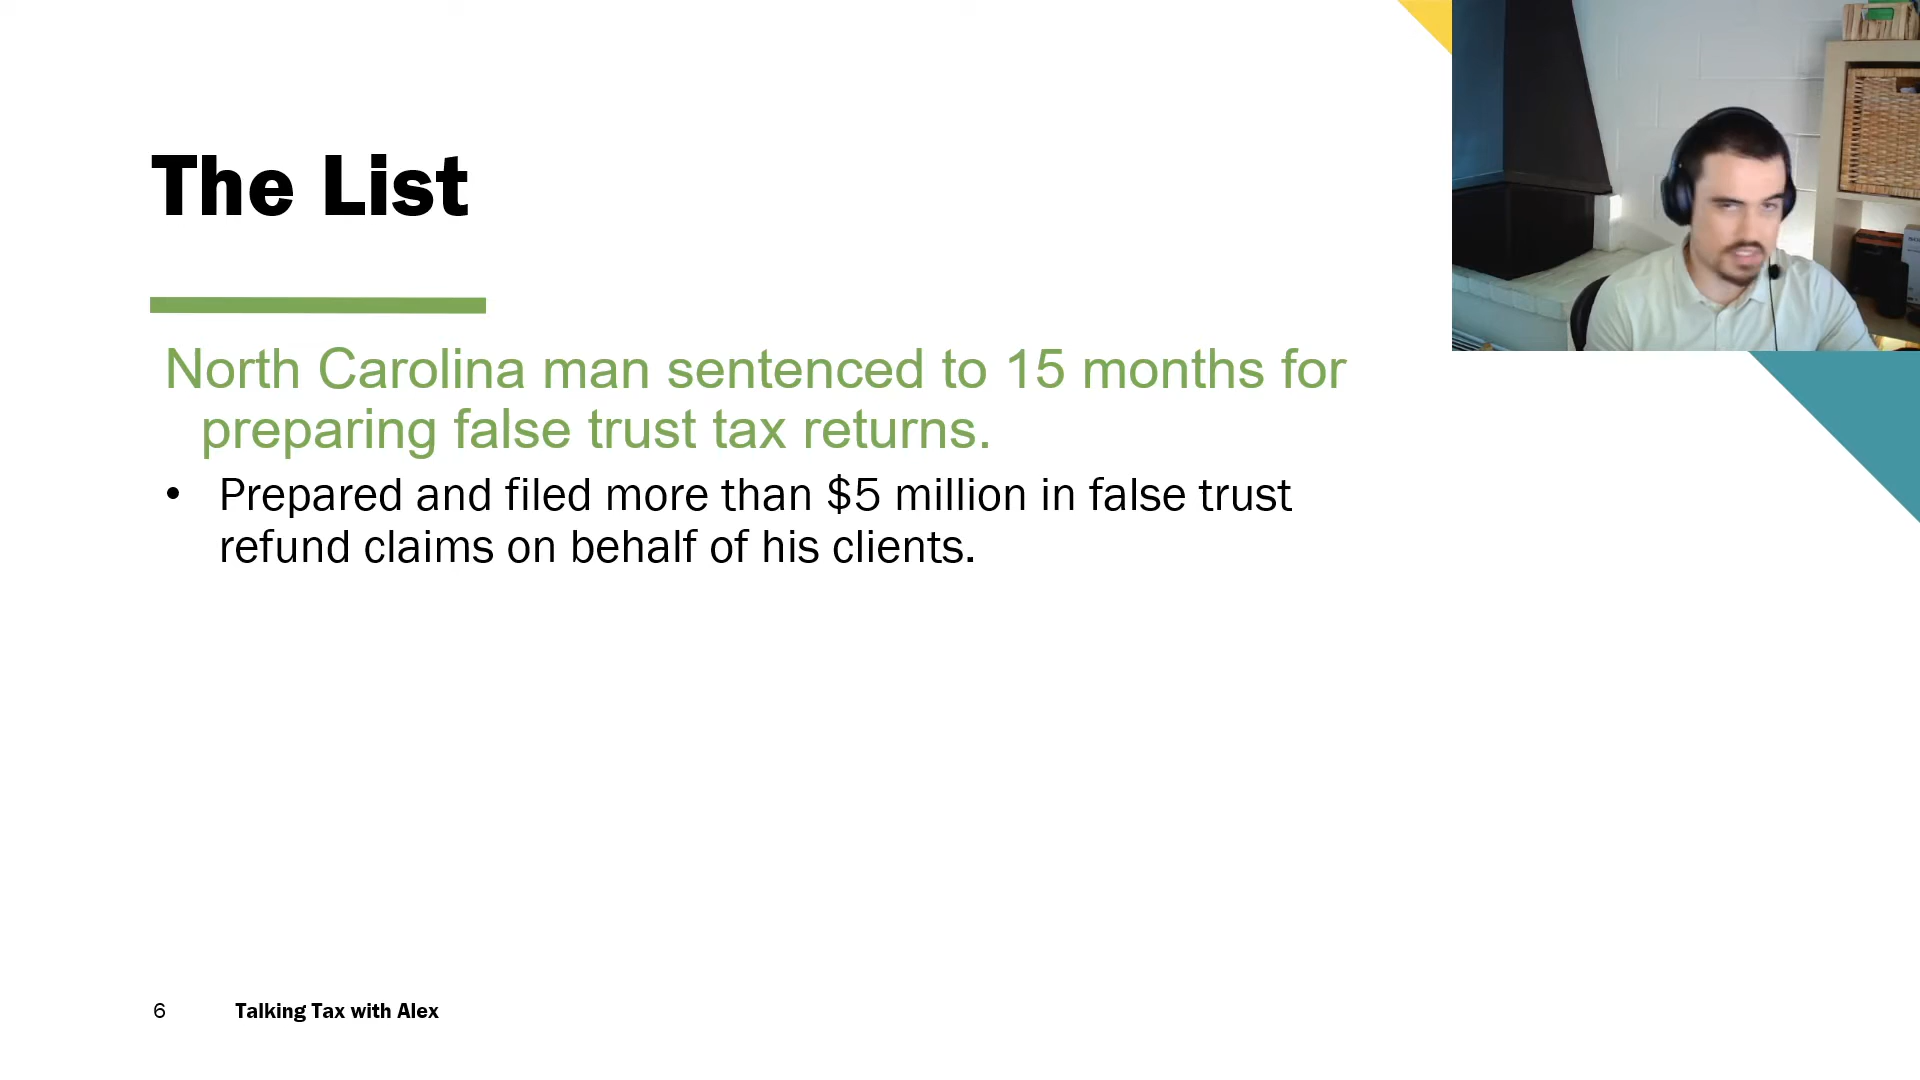 The List
North Carolina man sentenced to 15 months for
preparing false trust tax returns.
• Prepared and filed more than $5 million in false trust
refund claims on behalf of his clients.
6 Talking Tax with Alex